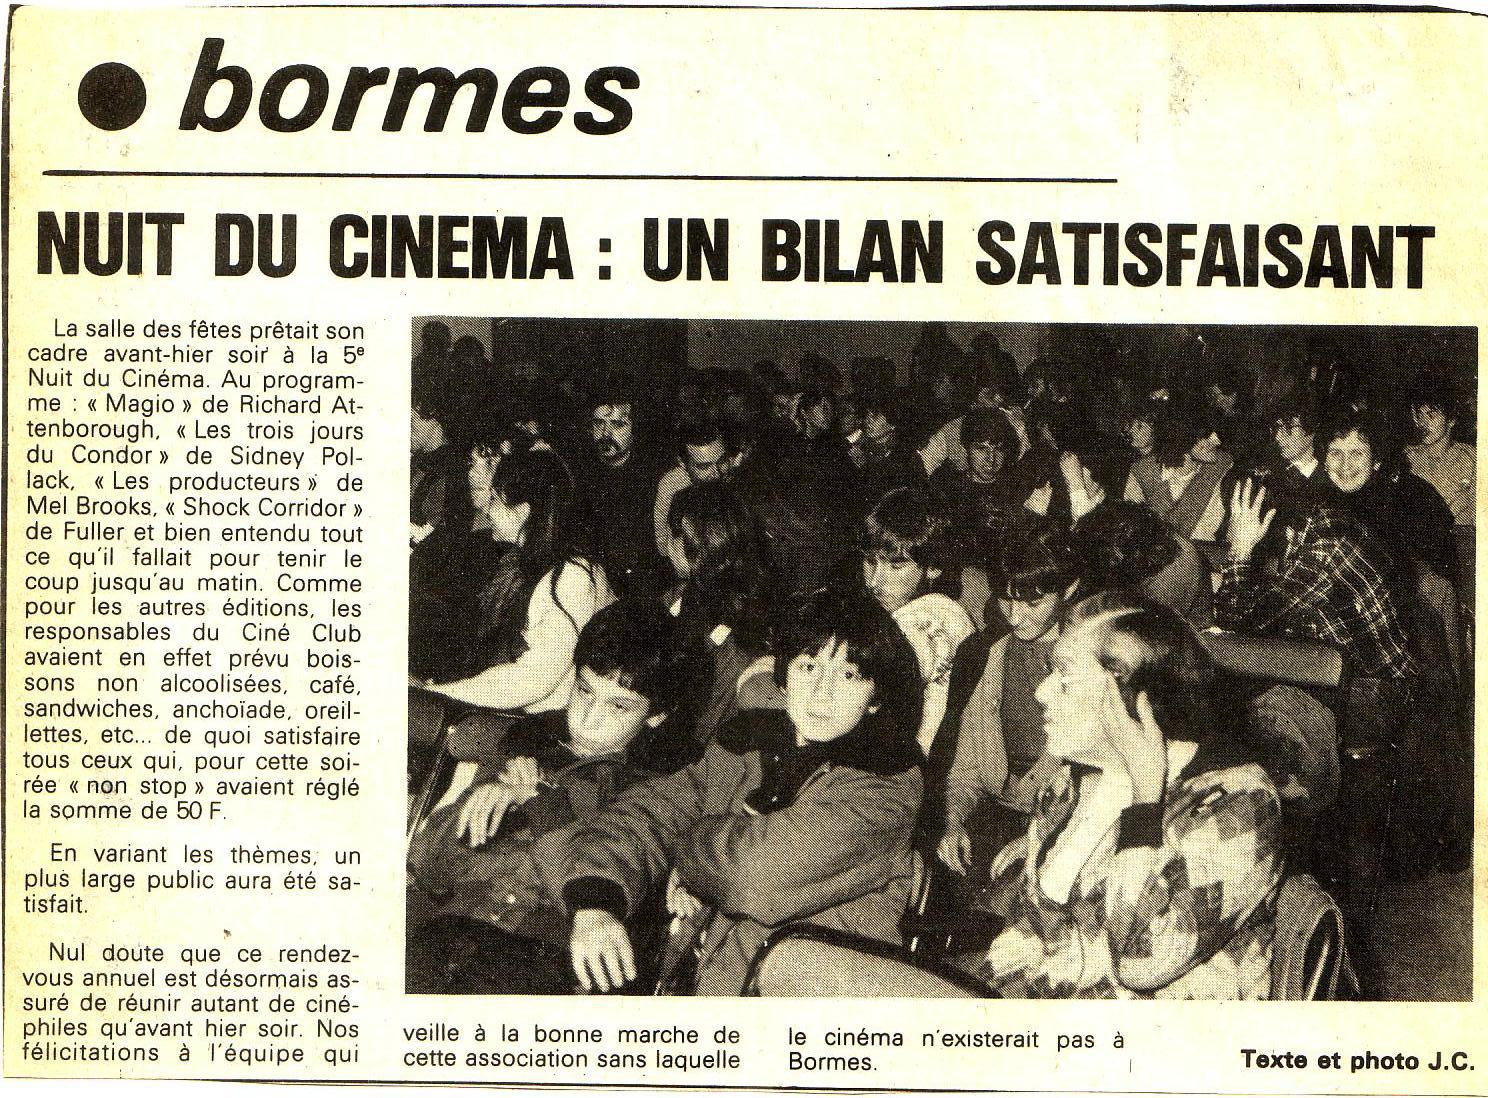 ● bormes
NUIT DU CINEMA : UN BILAN SATISFAISANT
La salle des fêtes prêtait son
cadre avant-hier soir à la 5e
Nuit du Cinéma. Au program-
me : « Magio » de Richard At-
tenborough, « Les trois jours
du Condor » de Sidney Pol-
lack, « Les producteurs » de
Mel Brooks, « Shock Corridor »
de Fuller et bien entendu tout
ce qu'il fallait pour tenir le
coup jusqu'au matin. Comme
pour les autres éditions, les
responsables du Ciné Club
avaient en effet prévu bois-
sons non alcoolisées, café,
sandwiches, anchoïade, oreil-
lettes, etc... de quoi satisfaire
tous ceux qui, pour cette soi-
rée « non stop » avaient réglé
la somme de 50 F.
En variant les thèmes, un
plus large public aura été sa-
tisfait.
Nul doute que ce rendez-
vous annuel est désormais as-
suré de réunir autant de ciné-
philes qu'avant hier soir. Nos
félicitations à l'équipe qui
veille à la bonne marche de
cette association sans laquelle
le cinéma n'existerait pas à
Bormes.
Texte et photo J.C.